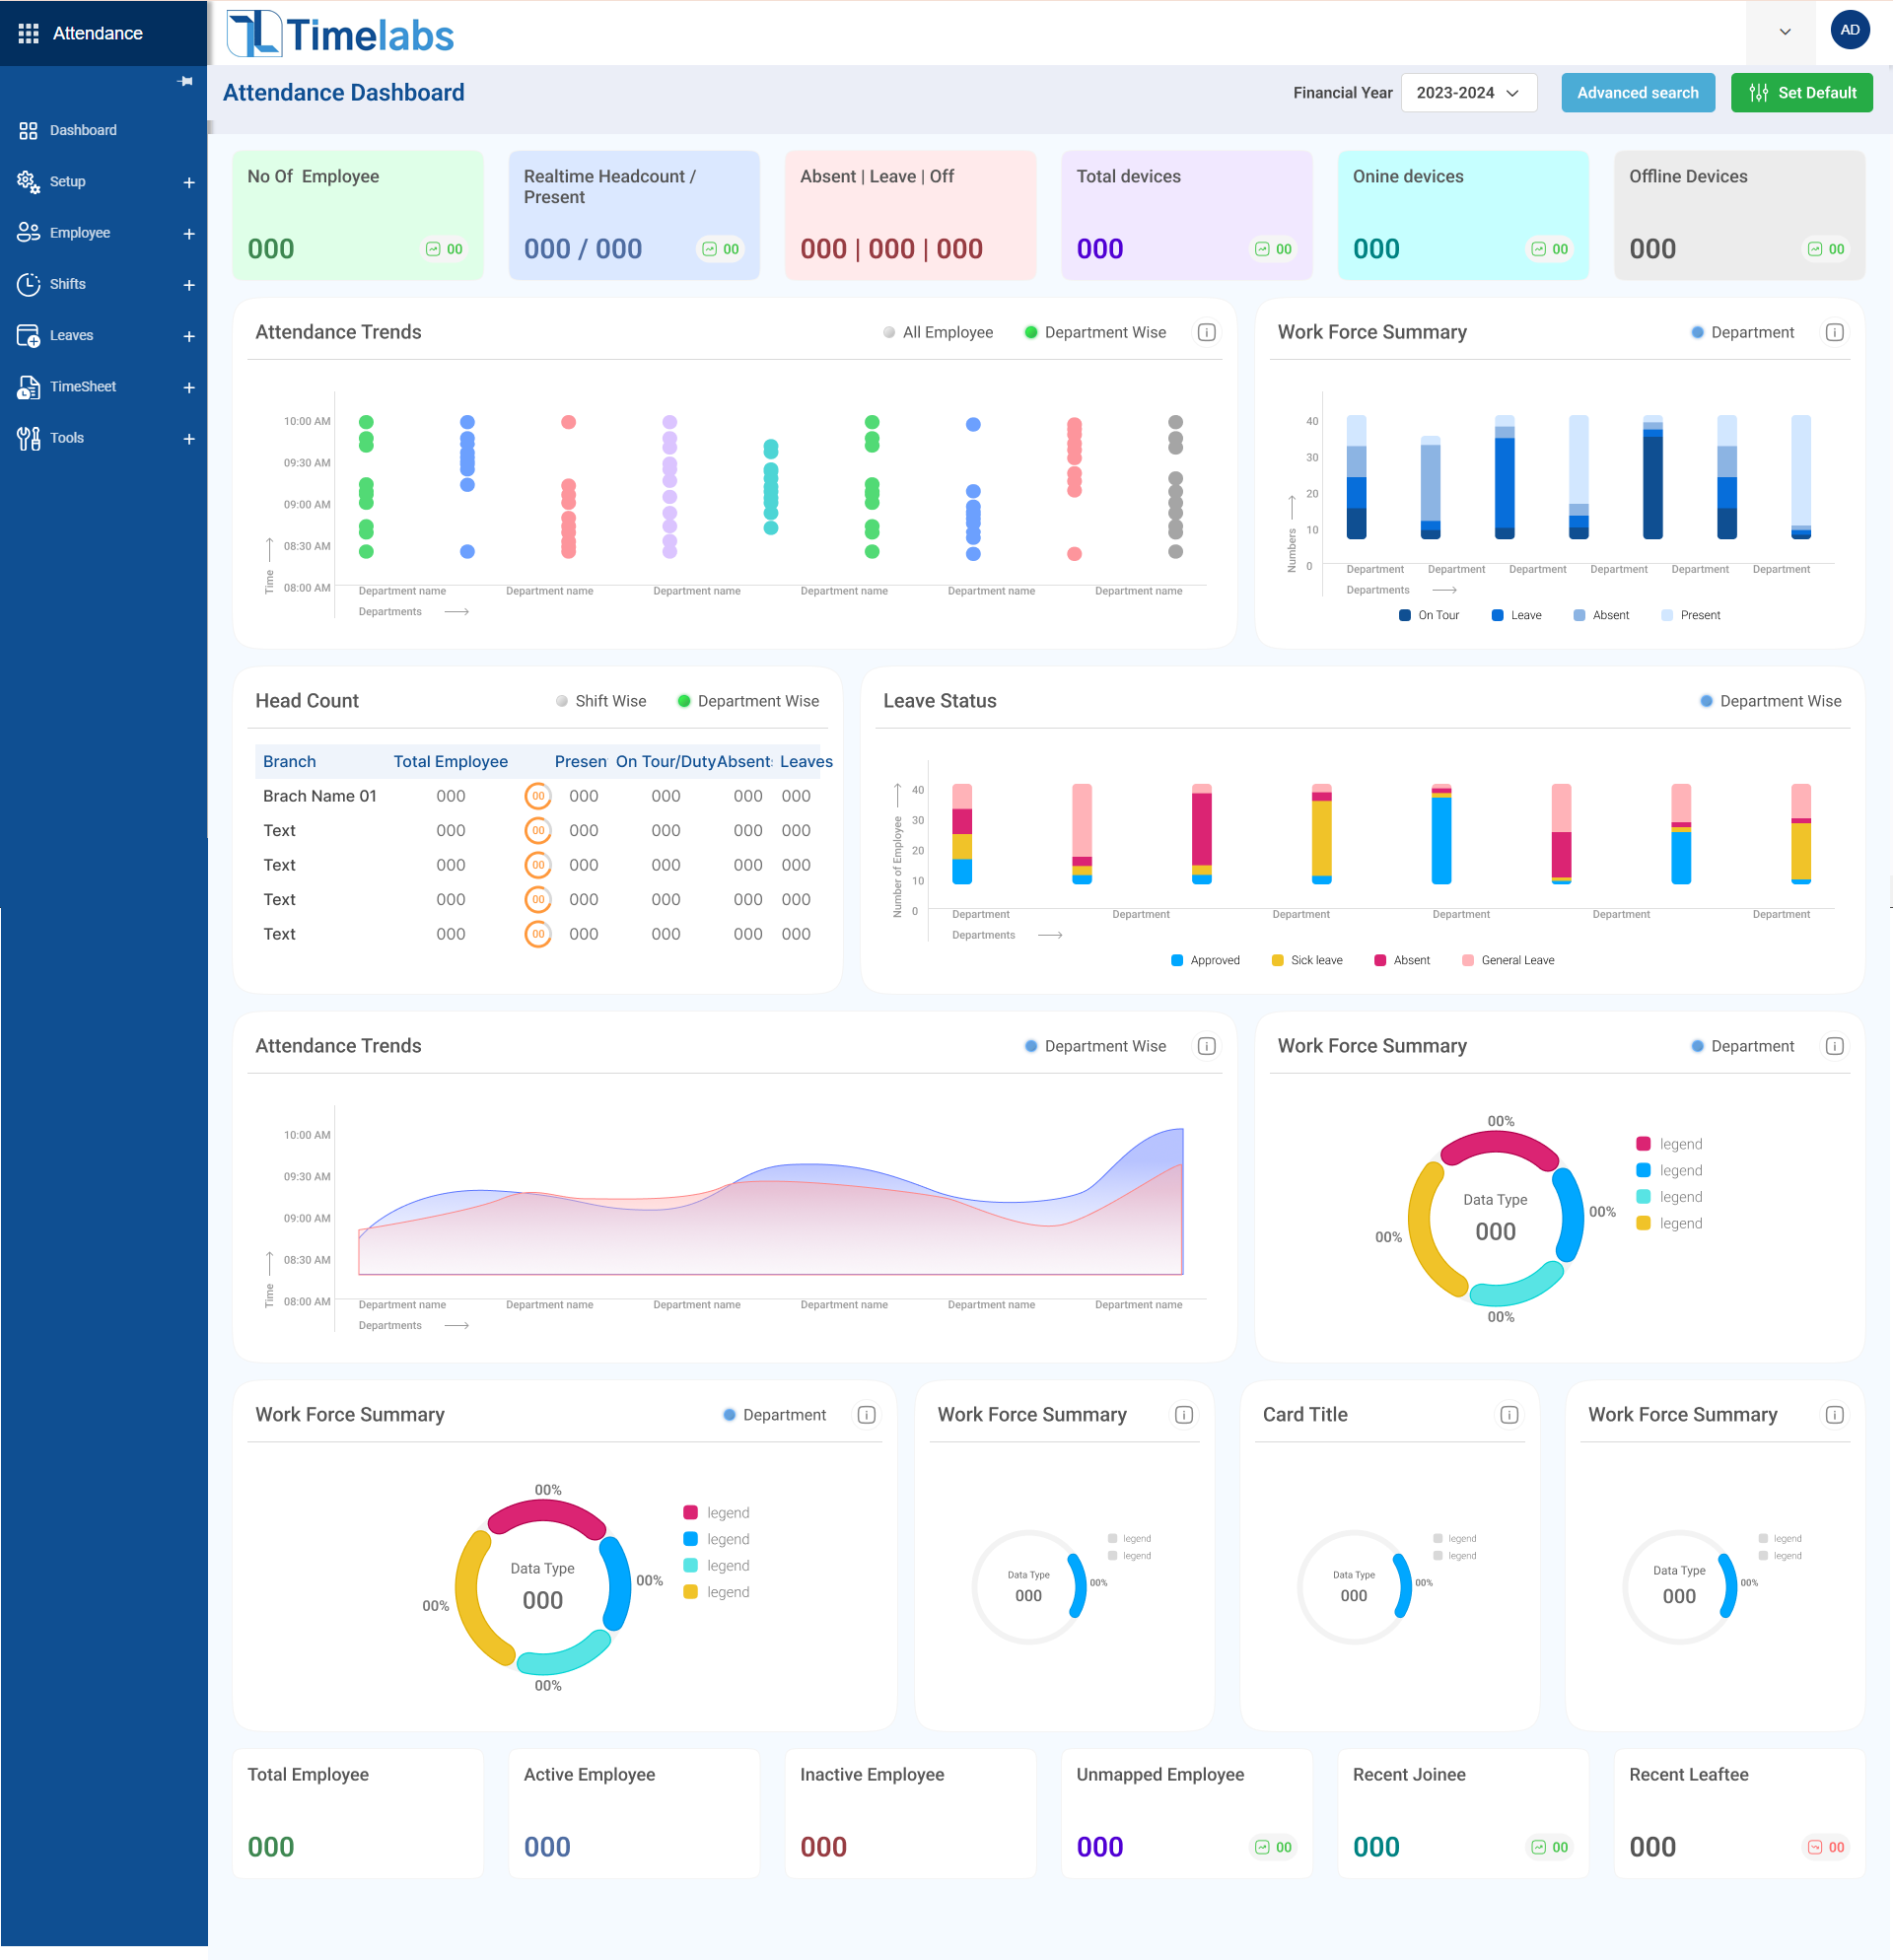 Attendance
Timelabs
AD
Attendance Dashboard
Financial Year
2023-2024
Advanced search
Set Default
Dashboard
Setup +
Employee +
Shifts +
Leaves +
TimeSheet +
Tools +
No Of Employee
000
00
Realtime Headcount /
Present
000 / 000
00
Absent | Leave | Off
000 | 000 | 000
Total devices
000
00
Onine devices
000
00
Offline Devices
000
00
Attendance Trends
All Employee
Department Wise
10:00 AM
09:30 AM
09:00 AM
08:30 AM
08:00 AM
Time
Department name Department name Department name Department name Department name Department name
Departments
Work Force Summary
Department
40
30
20
10
0
Numbers
Department Department Department Department Department Department
Departments
On Tour Leave Absent Present
Head Count
Shift Wise
Department Wise
Branch Total Employee Presen On Tour/Duty Absent Leaves
Brach Name 01 000 00 000 000 000 000
Text 000 00 000 000 000 000
Text 000 00 000 000 000 000
Text 000 00 000 000 000 000
Text 000 00 000 000 000 000
Leave Status
Department Wise
40
30
20
10
0
Number of Employee
Department Department Department Department Department Department
Departments
Approved Sick leave Absent General Leave
Attendance Trends
Department Wise
10:00 AM
09:30 AM
09:00 AM
08:30 AM
08:00 AM
Time
Department name Department name Department name Department name Department name Department name
Departments
Work Force Summary
Department
00%
00%
00%
00%
Data Type
000
legend
legend
legend
legend
Work Force Summary
Department
00%
00%
00%
00%
Data Type
000
legend
legend
legend
legend
Work Force Summary
Data Type
000
00%
legend
legend
Card Title
Data Type
000
00%
legend
legend
Work Force Summary
Data Type
000
00%
legend
legend
Total Employee
000
Active Employee
000
Inactive Employee
000
Unmapped Employee
000
00
Recent Joinee
000
00
Recent Leaftee
000
00